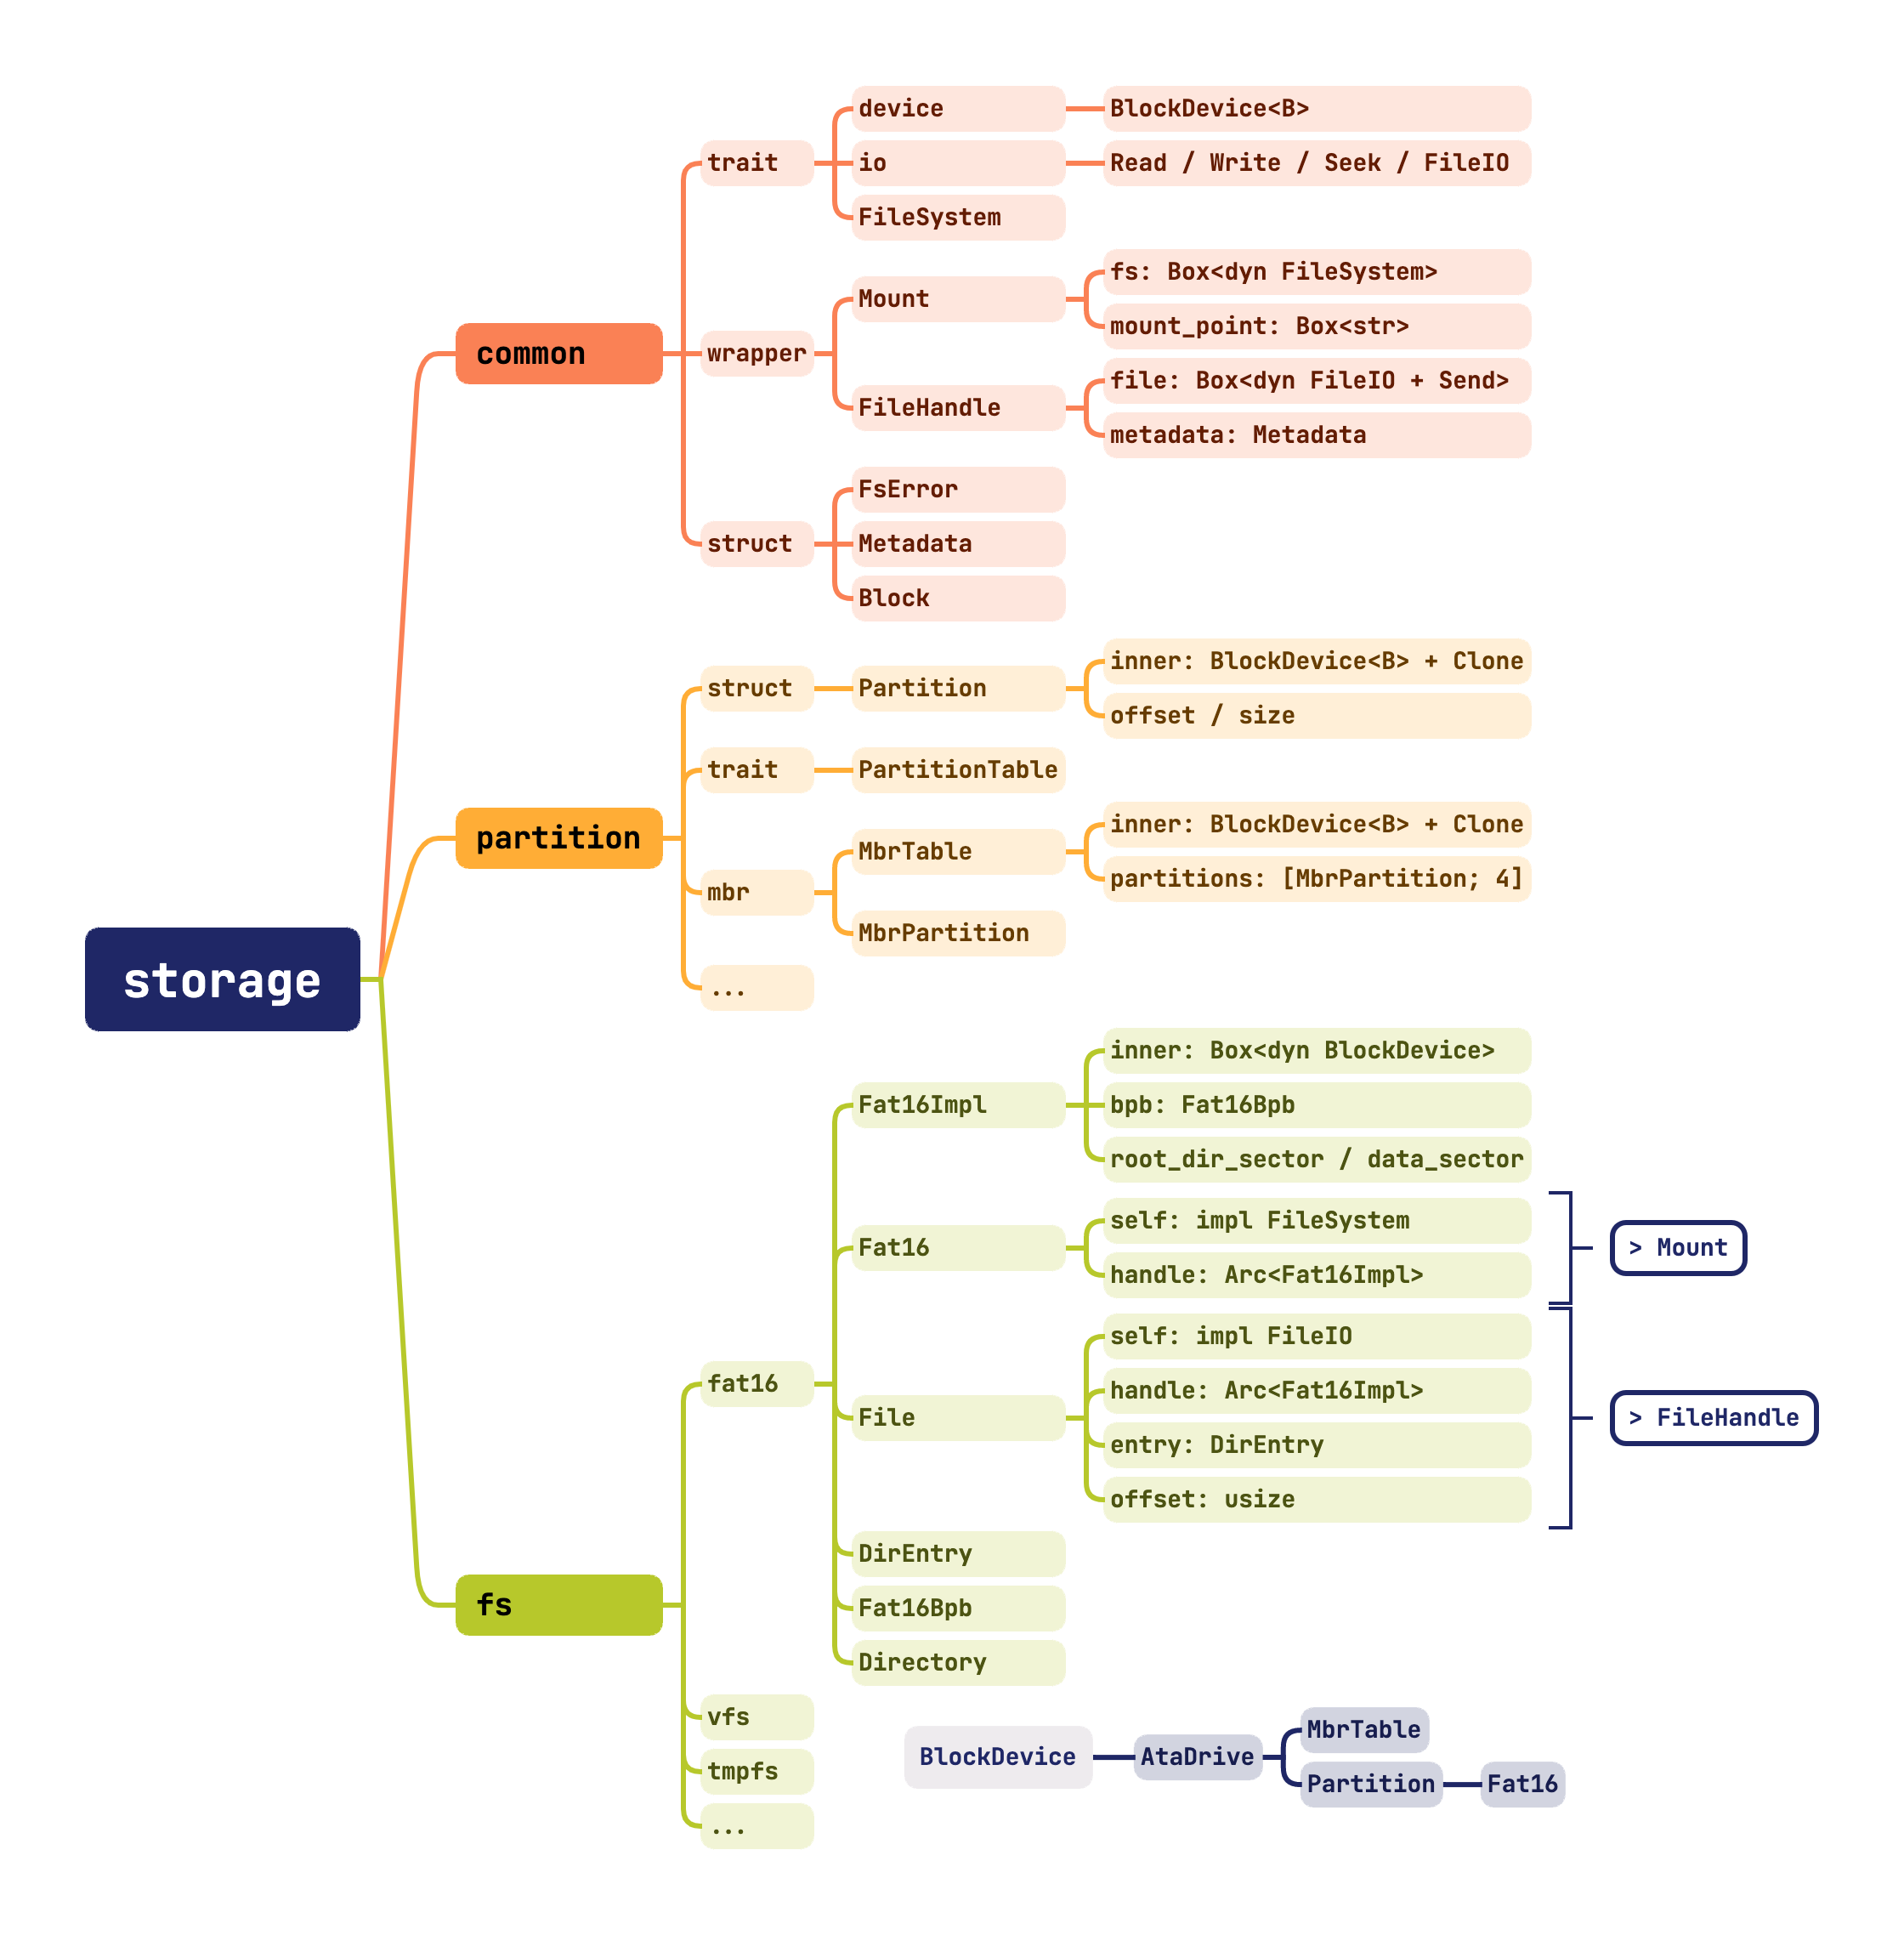 storage
common
trait
device
BlockDevice<B>
io
Read / Write / Seek / FileIO
FileSystem
wrapper
Mount
fs: Box<dyn FileSystem>
mount_point: Box<str>
FileHandle
file: Box<dyn FileIO + Send>
metadata: Metadata
struct
FsError
Metadata
Block
partition
struct
Partition
inner: BlockDevice<B> + Clone
offset / size
trait
PartitionTable
mbr
MbrTable
inner: BlockDevice<B> + Clone
partitions: [MbrPartition; 4]
MbrPartition
...
fs
fat16
Fat16Impl
inner: Box<dyn BlockDevice>
bpb: Fat16Bpb
root_dir_sector / data_sector
Fat16
self: impl FileSystem
handle: Arc<Fat16Impl>
> Mount
File
self: impl FileIO
handle: Arc<Fat16Impl>
entry: DirEntry
offset: usize
> FileHandle
DirEntry
Fat16Bpb
Directory
vfs
tmpfs
...
BlockDevice
AtaDrive
MbrTable
Partition
Fat16